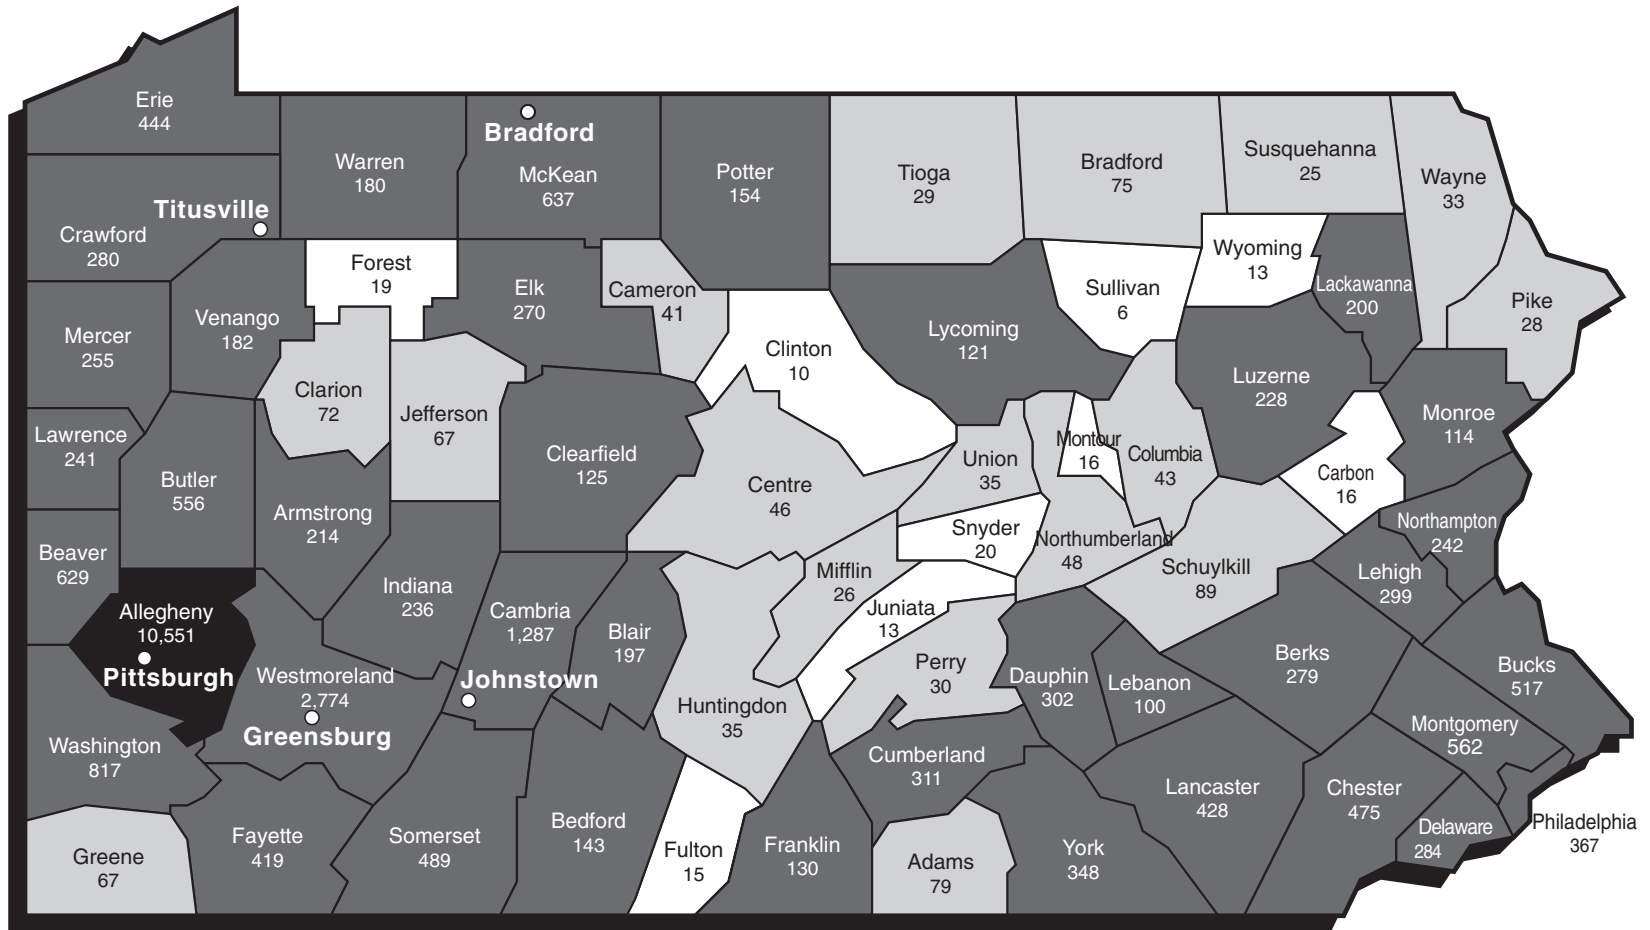 Erie
444
Warren
180
Bradford
McKean
637
Potter
154
Tioga
29
Bradford
75
Susquehanna
25
Wayne
33
Titusville
Crawford
280
Forest
19
Elk
270
Cameron
41
Sullivan
6
Wyoming
13
Lackawanna
200
Pike
28
Mercer
255
Venango
182
Clarion
72
Jefferson
67
Clinton
10
Lycoming
121
Luzerne
228
Monroe
114
Lawrence
241
Butler
556
Armstrong
214
Clearfield
125
Centre
46
Union
35
Montour
16
Columbia
43
Carbon
16
Beaver
629
Indiana
236
Snyder
20
Northumberland
48
Schuylkill
89
Northampton
242
Lehigh
299
Allegheny
10,551
Pittsburgh
Westmoreland
2,774
Greensburg
Cambria
1,287
Johnstown
Blair
197
Huntingdon
35
Mifflin
26
Juniata
13
Perry
30
Dauphin
302
Lebanon
100
Berks
279
Bucks
517
Washington
817
Montgomery
562
Cumberland
311
Lancaster
428
Chester
475
Delaware
284
Philadelphia
367
Greene
67
Fayette
419
Somerset
489
Bedford
143
Fulton
15
Franklin
130
Adams
79
York
348